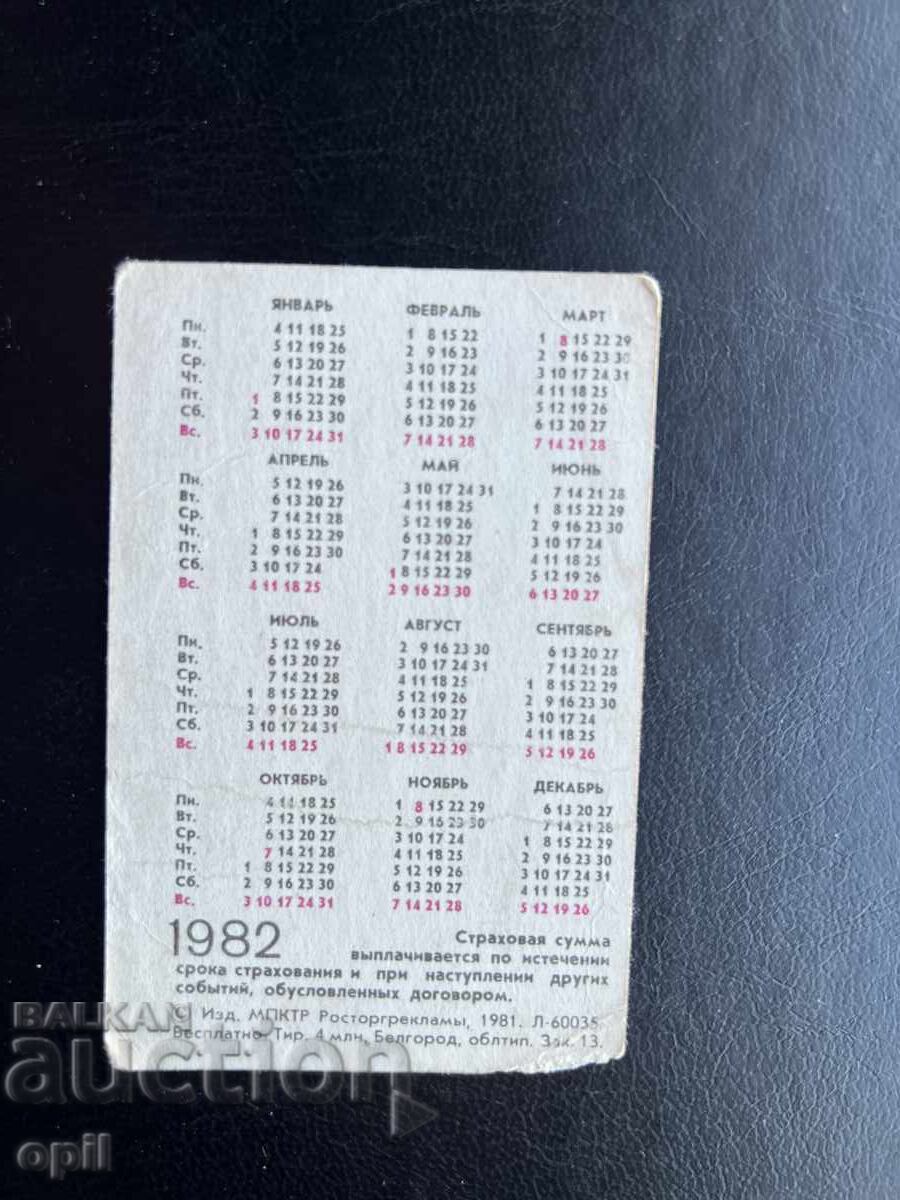 ЯНВАРЬ ФЕВРАЛЬ МАРТ
Пн. 4 11 18 25 1 8 15 22 1 8 15 22 29
Вт. 5 12 19 26 2 9 16 23 2 9 16 23 30
Ср. 6 13 20 27 3 10 17 24 3 10 17 24 31
Чт. 7 14 21 28 4 11 18 25 4 11 18 25
Пт. 1 8 15 22 29 5 12 19 26 5 12 19 26
Сб. 2 9 16 23 30 6 13 20 27 6 13 20 27
Вс. 3 10 17 24 31 7 14 21 28 7 14 21 28
АПРЕЛЬ МАЙ ИЮНЬ
Пн. 5 12 19 26 3 10 17 24 31 7 14 21 28
Вт. 6 13 20 27 4 11 18 25 1 8 15 22 29
Ср. 7 14 21 28 5 12 19 26 2 9 16 23 30
Чт. 1 8 15 22 29 6 13 20 27 3 10 17 24
Пт. 2 9 16 23 30 7 14 21 28 4 11 18 25
Сб. 3 10 17 24 1 8 15 22 29 5 12 19 26
Вс. 4 11 18 25 2 9 16 23 30 6 13 20 27
ИЮЛЬ АВГУСТ СЕНТЯБРЬ
Пн. 5 12 19 26 2 9 16 23 30 6 13 20 27
Вт. 6 13 20 27 3 10 17 24 31 7 14 21 28
Ср. 7 14 21 28 4 11 18 25 1 8 15 22 29
Чт. 1 8 15 22 29 5 12 19 26 2 9 16 23 30
Пт. 2 9 16 23 30 6 13 20 27 3 10 17 24
Сб. 3 10 17 24 31 7 14 21 28 4 11 18 25
Вс. 4 11 18 25 1 8 15 22 29 5 12 19 26
ОКТЯБРЬ НОЯБРЬ ДЕКАБРЬ
Пн. 4 11 18 25 1 8 15 22 29 6 13 20 27
Вт. 5 12 19 26 2 9 16 23 30 7 14 21 28
Ср. 6 13 20 27 3 10 17 24 1 8 15 22 29
Чт. 7 14 21 28 4 11 18 25 2 9 16 23 30
Пт. 1 8 15 22 29 5 12 19 26 3 10 17 24 31
Сб. 2 9 16 23 30 6 13 20 27 4 11 18 25
Вс. 3 10 17 24 31 7 14 21 28 5 12 19 26
1982 Страховая сумма
выплачивается по истечении
срока страхования и при наступлении других
событий, обусловленных договором.
© Изд. МПКТР Росторгрекламы, 1981. Л-60035.
Бесплатно Тир. 4 млн. Белгород, облтип. Зак. 13.
BALKAN
auction
opil